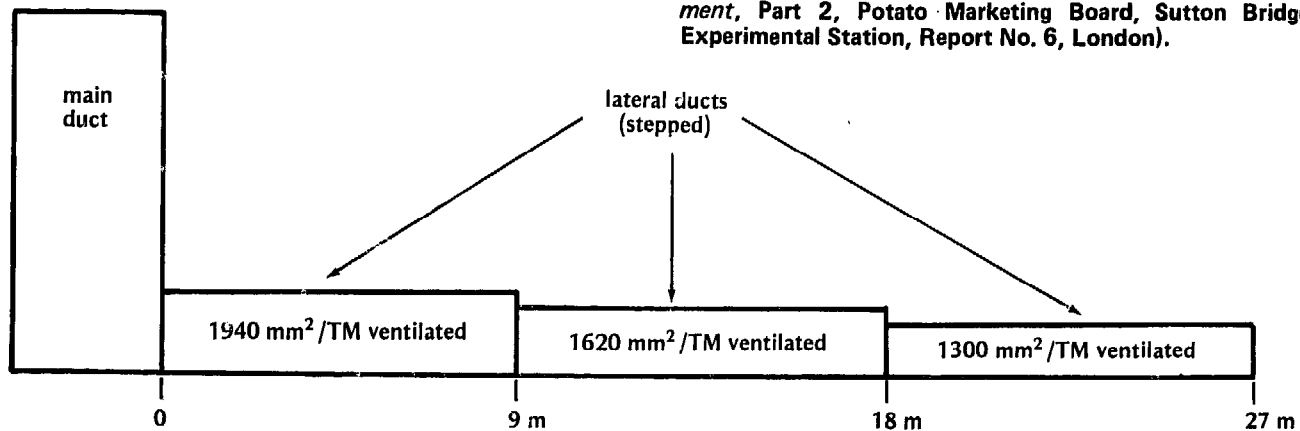 ment, Part 2, Potato Marketing Board, Sutton Bridge
Experimental Station, Report No. 6, London).
main
duct
lateral ducts
(stepped)
1940 mm²/TM ventilated
1620 mm²/TM ventilated
1300 mm²/TM ventilated
0
9 m
18 m
27 m